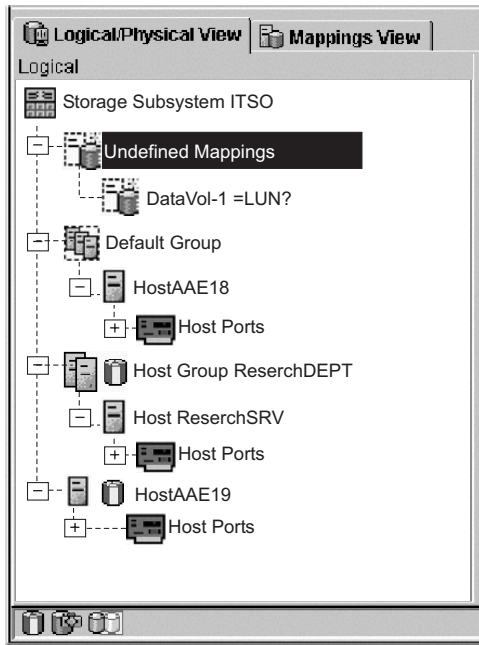 Logical/Physical View Mappings View
Logical
Storage Subsystem ITSO
Undefined Mappings
DataVol-1 =LUN?
Default Group
HostAAE18
Host Ports
Host Group ReserchDEPT
Host ReserchSRV
Host Ports
HostAAE19
Host Ports